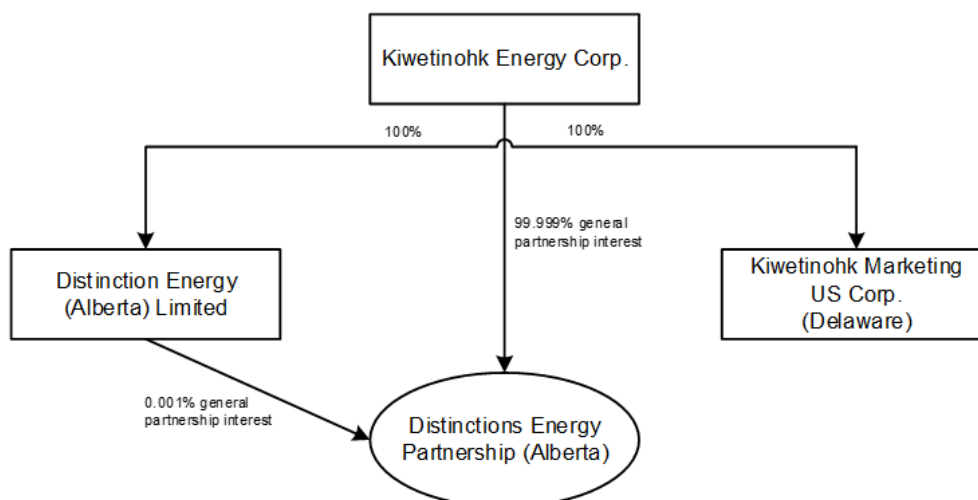 Kiwetinohk Energy Corp.
100%
100%
99.999% general
partnership interest
Distinction Energy
(Alberta) Limited
Kiwetinohk Marketing
US Corp.
(Delaware)
0.001% general
partnership interest
Distinctions Energy
Partnership (Alberta)